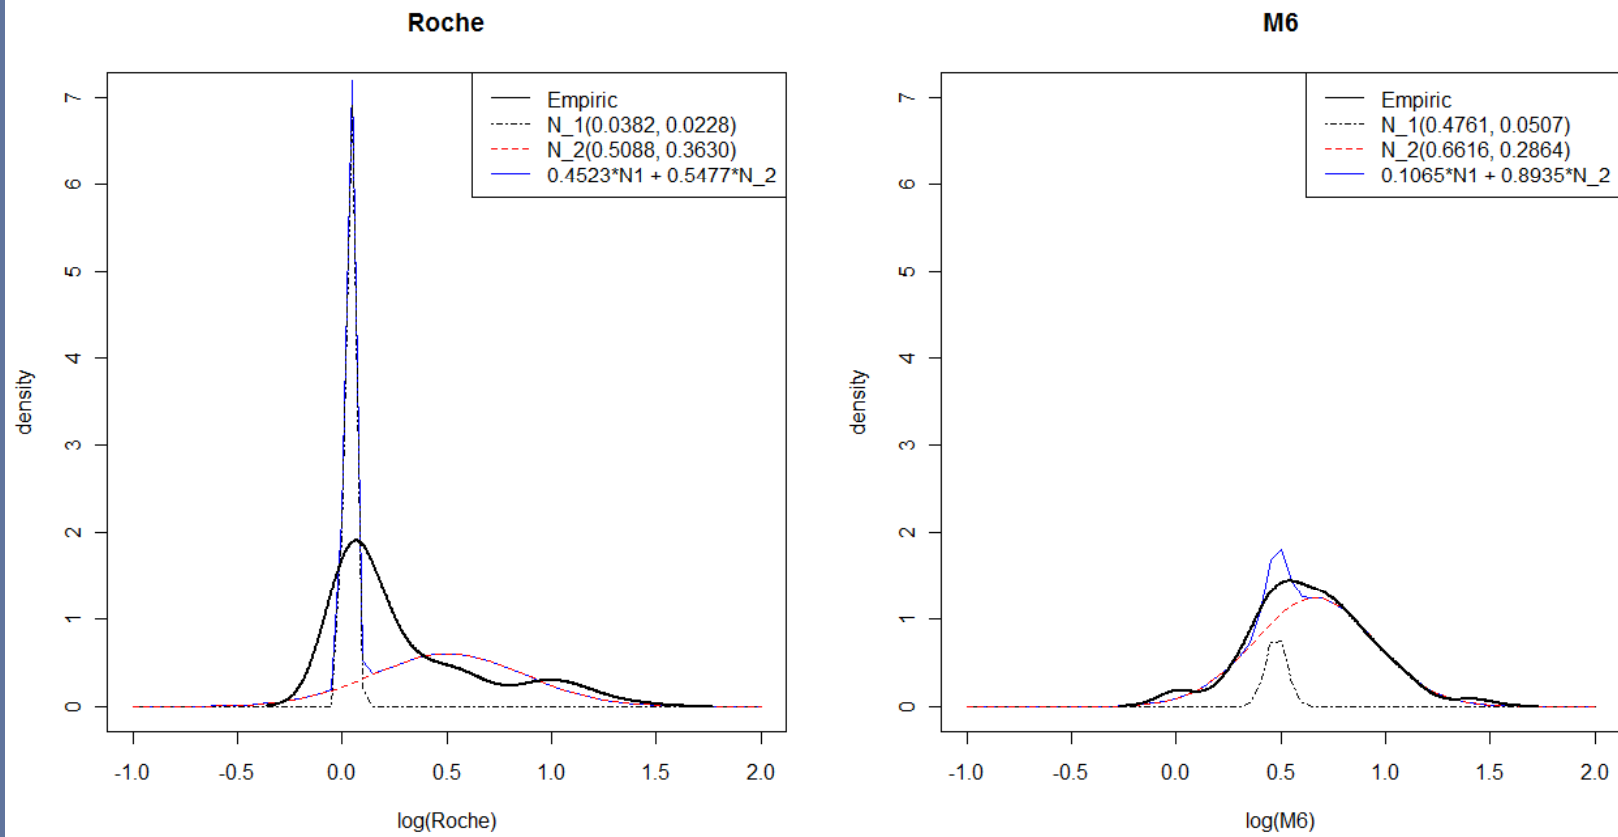 Roche
7
6
5
4
3
2
1
0
density
Empiric
N_1(0.0382, 0.0228)
N_2(0.5088, 0.3630)
0.4523*N1 + 0.5477*N_2
-1.0 -0.5 0.0 0.5 1.0 1.5 2.0
log(Roche)
M6
7
6
5
4
3
2
1
0
density
Empiric
N_1(0.4761, 0.0507)
N_2(0.6616, 0.2864)
0.1065*N1 + 0.8935*N_2
-1.0 -0.5 0.0 0.5 1.0 1.5 2.0
log(M6)